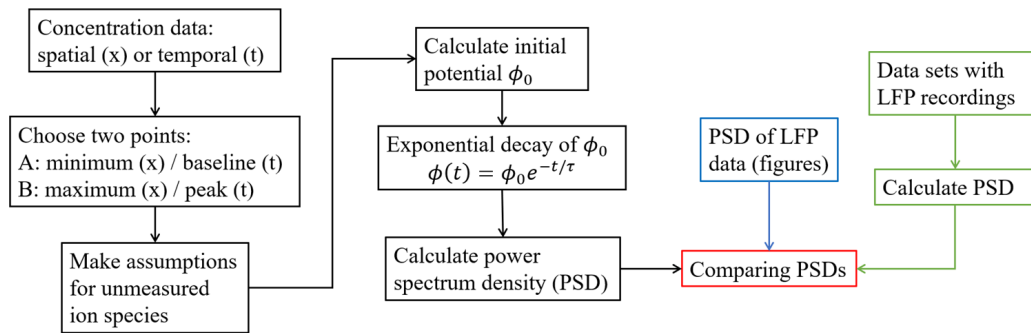 Concentration data:
spatial (x) or temporal (t)
Choose two points:
A: minimum (x) / baseline (t)
B: maximum (x) / peak (t)
Make assumptions
for unmeasured
ion species
Calculate initial
potential ϕ₀
Exponential decay of ϕ₀
ϕ(t) = ϕ₀e^{−t/τ}
Calculate power
spectrum density (PSD)
PSD of LFP
data (figures)
Data sets with
LFP recordings
Calculate PSD
Comparing PSDs